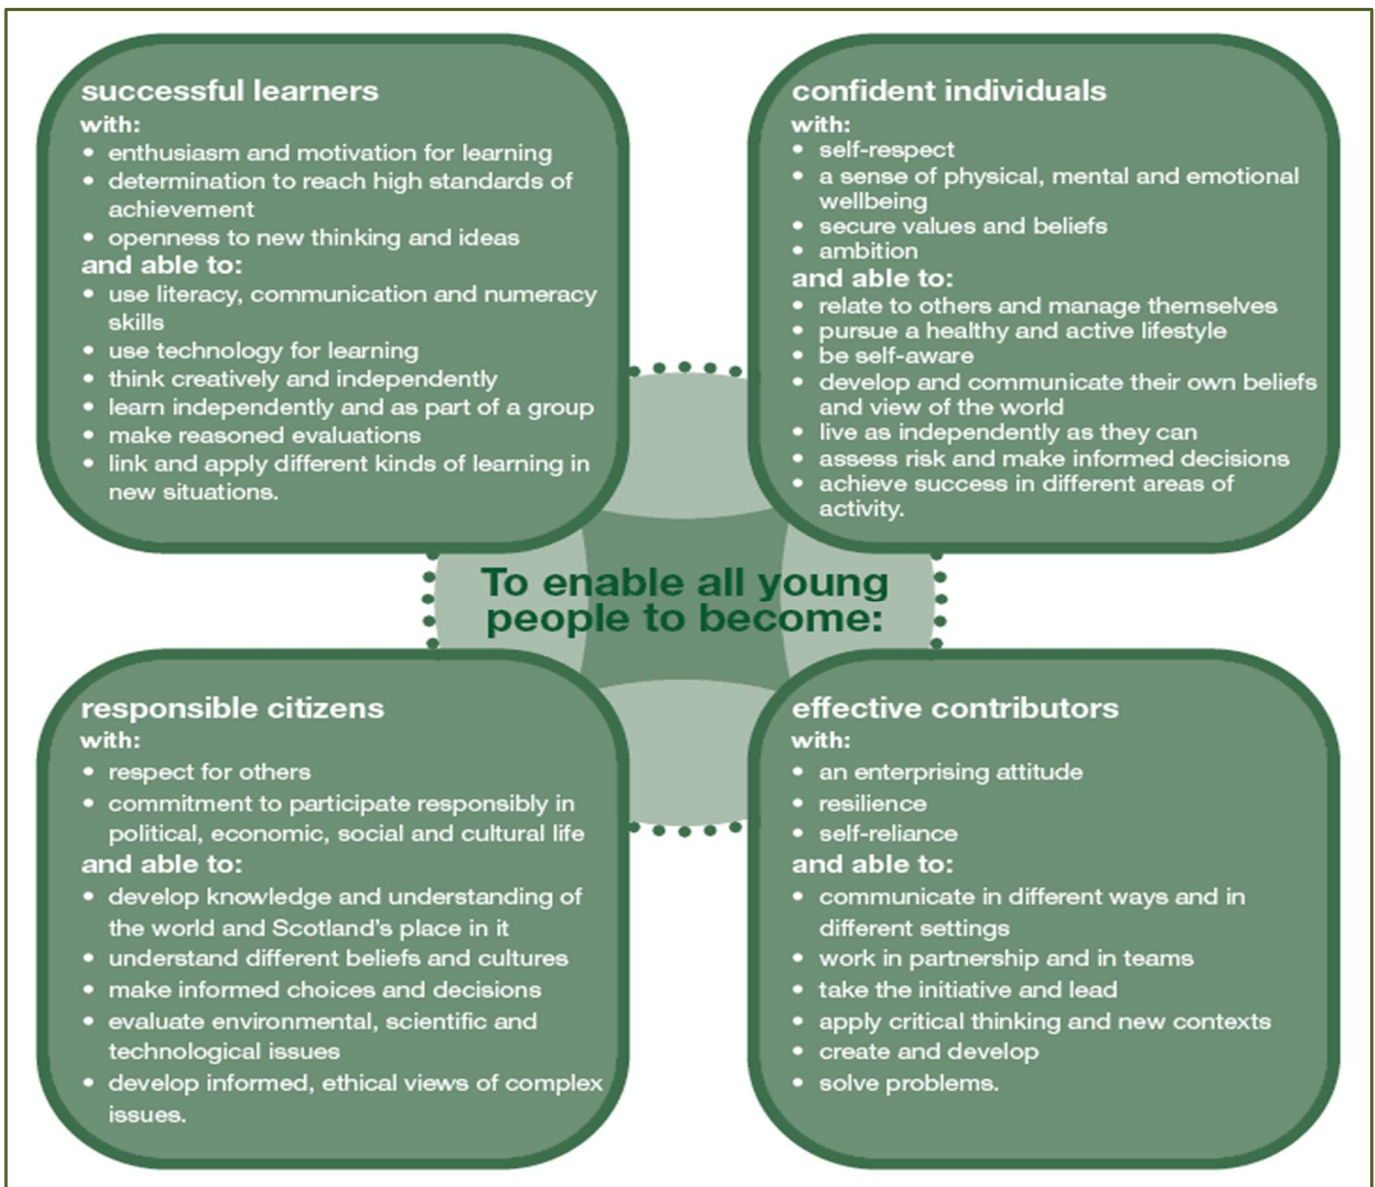 successful learners
with:
• enthusiasm and motivation for learning
• determination to reach high standards of
achievement
• openness to new thinking and ideas
and able to:
• use literacy, communication and numeracy
skills
• use technology for learning
• think creatively and independently
• learn independently and as part of a group
• make reasoned evaluations
• link and apply different kinds of learning in
new situations.
confident individuals
with:
• self-respect
• a sense of physical, mental and emotional
wellbeing
• secure values and beliefs
• ambition
and able to:
• relate to others and manage themselves
• pursue a healthy and active lifestyle
• be self-aware
• develop and communicate their own beliefs
and view of the world
• live as independently as they can
• assess risk and make informed decisions
• achieve success in different areas of
activity.
To enable all young
people to become:
responsible citizens
with:
• respect for others
• commitment to participate responsibly in
political, economic, social and cultural life
and able to:
• develop knowledge and understanding of
the world and Scotland's place in it
• understand different beliefs and cultures
• make informed choices and decisions
• evaluate environmental, scientific and
technological issues
• develop informed, ethical views of complex
issues.
effective contributors
with:
• an enterprising attitude
• resilience
• self-reliance
and able to:
• communicate in different ways and in
different settings
• work in partnership and in teams
• take the initiative and lead
• apply critical thinking and new contexts
• create and develop
• solve problems.